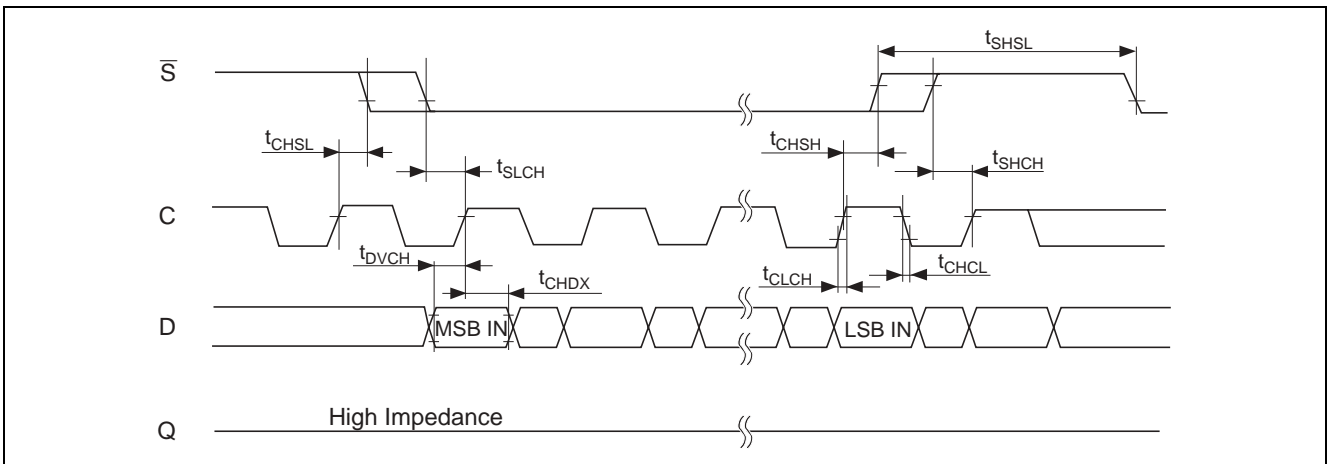 tSHSL
S̅
tCHSL
tSLCH
tCHSH
tSHCH
C
tDVCH
tCHDX
tCLCH
tCHCL
D
MSB IN
LSB IN
High Impedance
Q